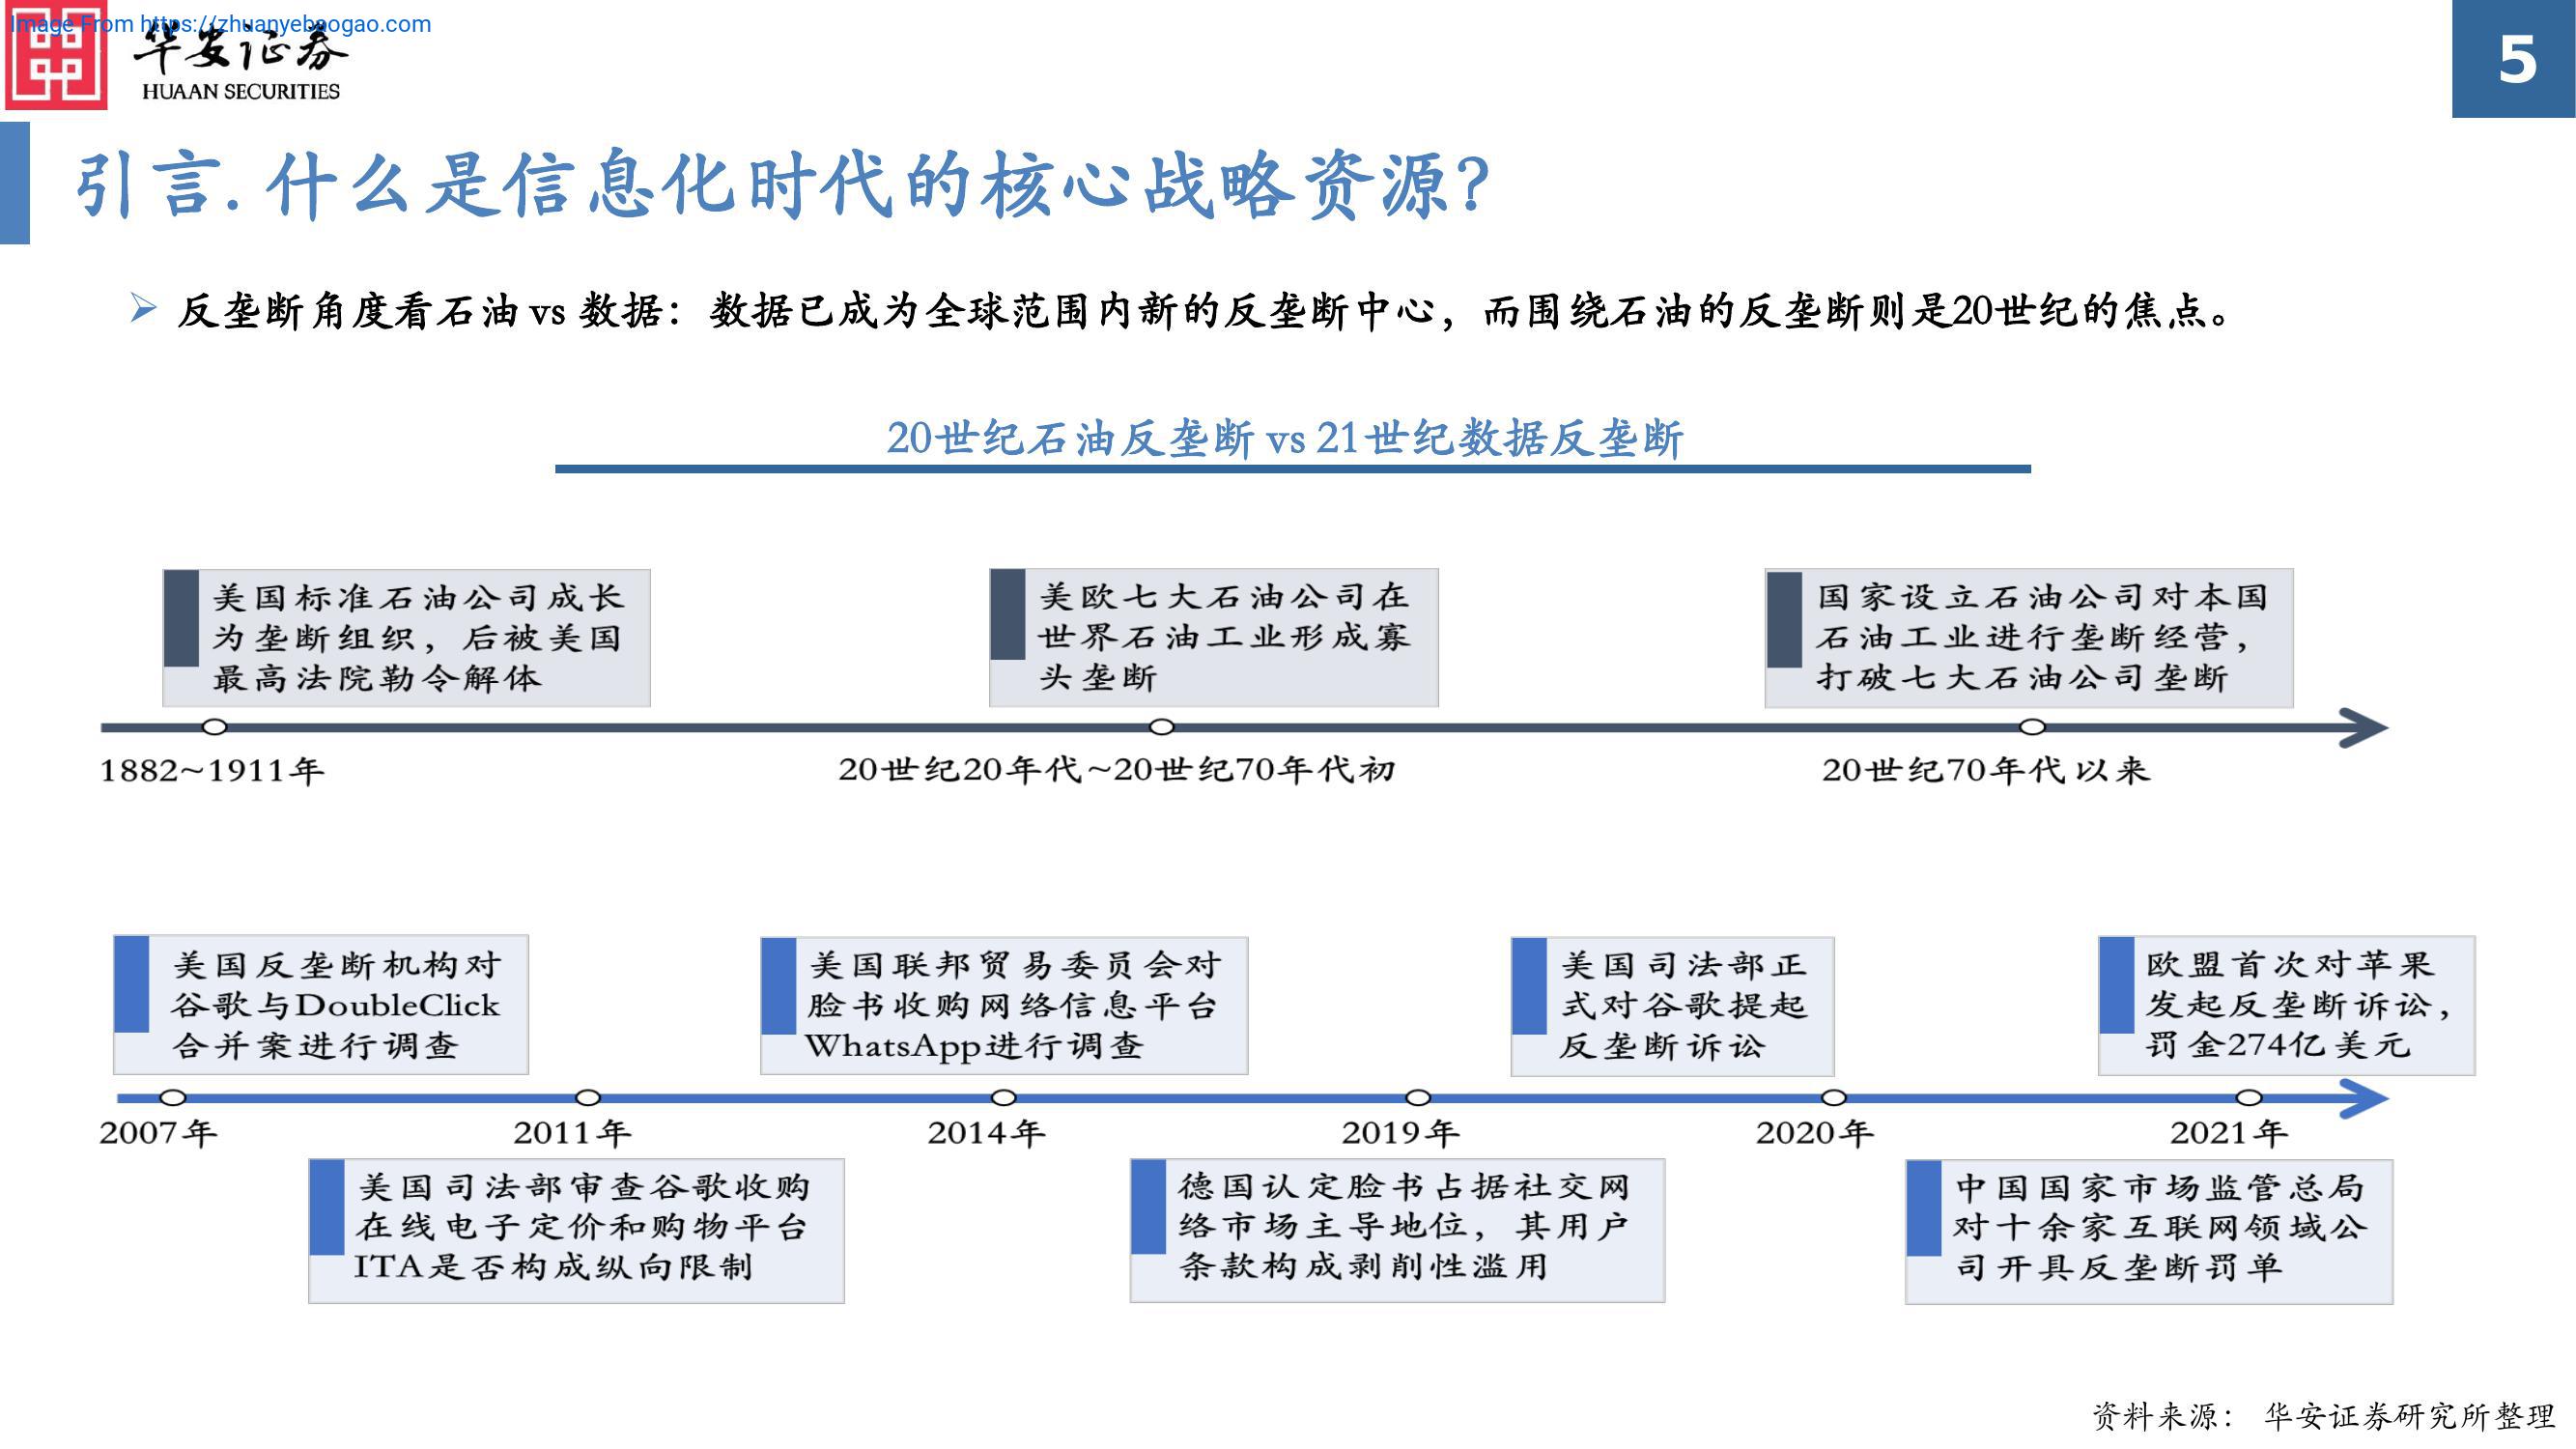 Image From https://zhuanyebaogao.com
华安证券
HUAAN SECURITIES
5
引言.什么是信息化时代的核心战略资源?
反垄断角度看石油 vs 数据：数据已成为全球范围内新的反垄断中心，而围绕石油的反垄断则是20世纪的焦点。
20世纪石油反垄断 vs 21世纪数据反垄断
美国标准石油公司成长
为垄断组织，后被美国
最高法院勒令解体
美欧七大石油公司在
世界石油工业形成寡
头垄断
国家设立石油公司对本国
石油工业进行垄断经营，
打破七大石油公司垄断
1882~1911年
20世纪20年代~20世纪70年代初
20世纪70年代以来
美国反垄断机构对
谷歌与DoubleClick
合并案进行调查
美国联邦贸易委员会对
脸书收购网络信息平台
WhatsApp进行调查
美国司法部正
式对谷歌提起
反垄断诉讼
欧盟首次对苹果
发起反垄断诉讼，
罚金274亿美元
2007年
2011年
2014年
2019年
2020年
2021年
美国司法部审查谷歌收购
在线电子定价和购物平台
ITA是否构成纵向限制
德国认定脸书占据社交网
络市场主导地位，其用户
条款构成剥削性滥用
中国国家市场监管总局
对十余家互联网领域公
司开具反垄断罚单
资料来源： 华安证券研究所整理